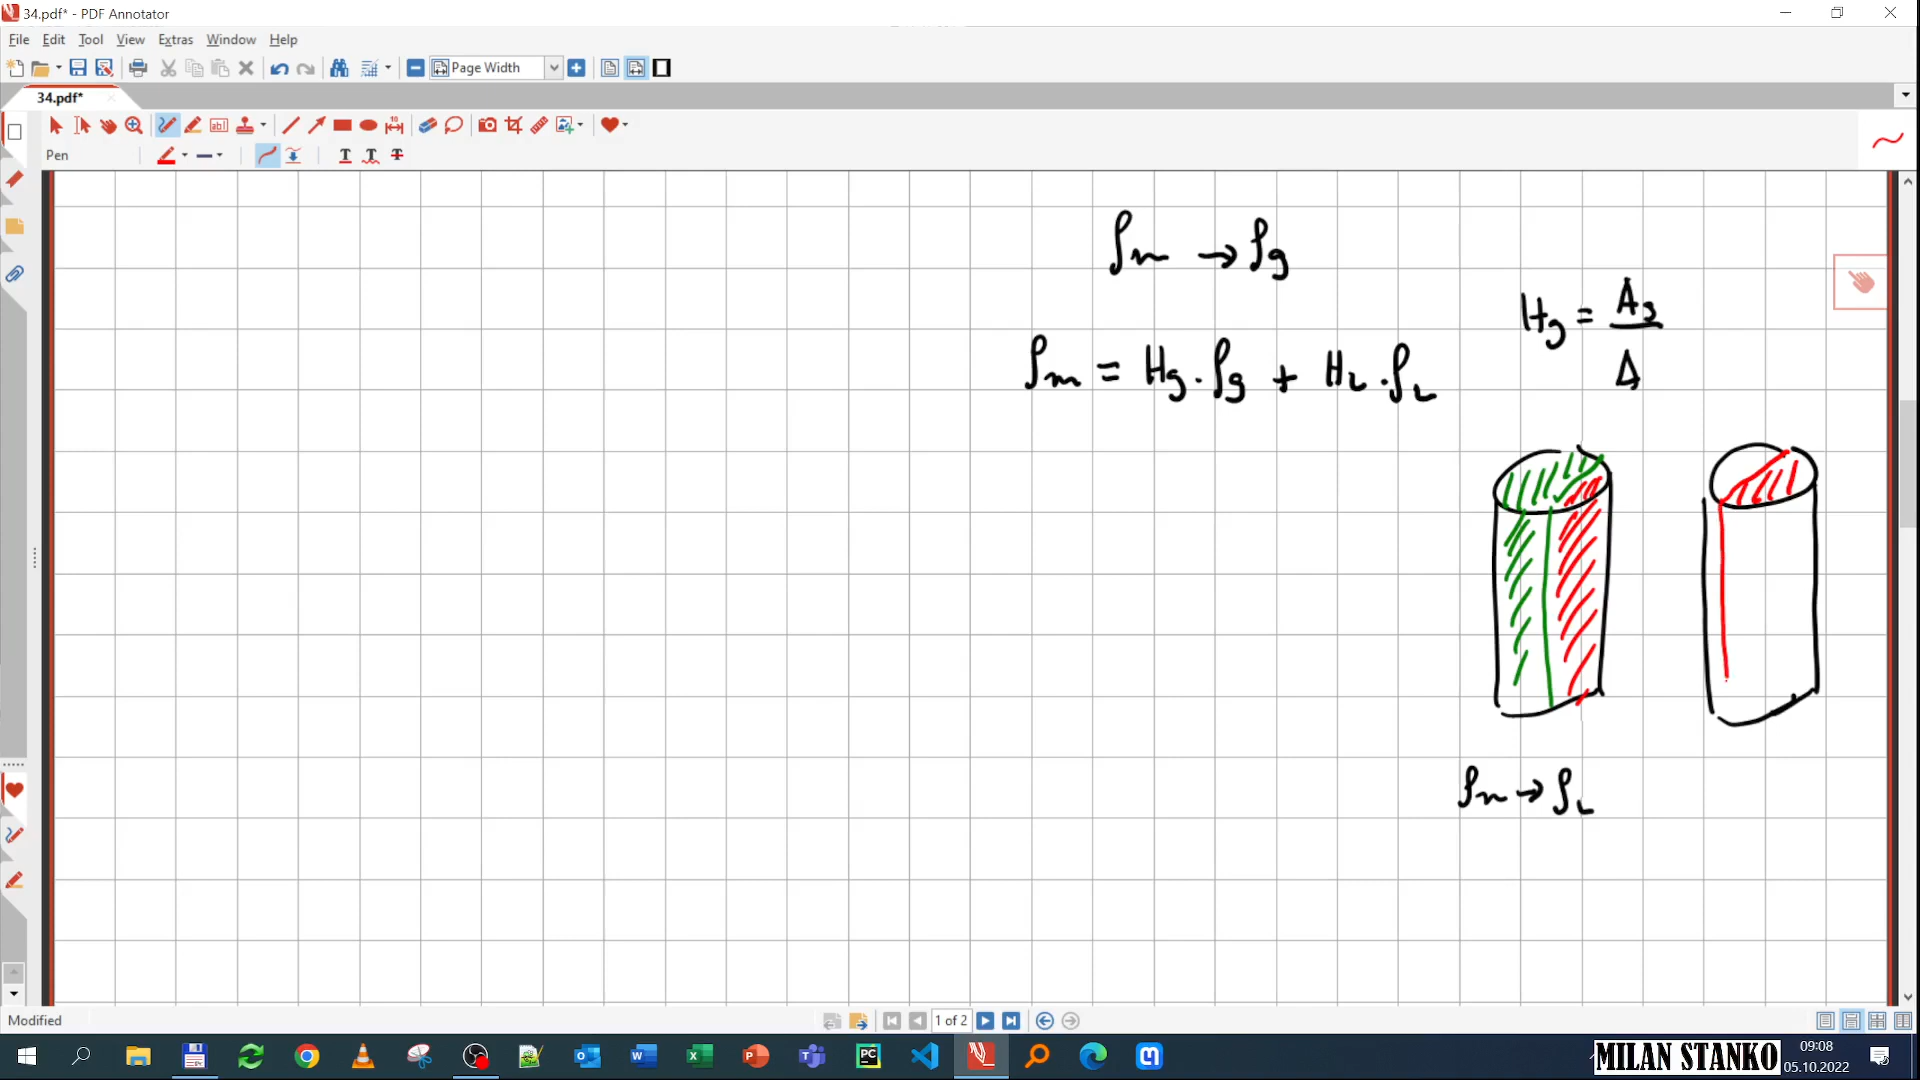 34.pdf* - PDF Annotator
File Edit Tool View Extras Window Help
Page Width
34.pdf*
Pen
ρm → ρg
Hg = Ag / A
ρm = Hg . ρg + HL . ρL
ρm → ρL
Modified
1 of 2
MILAN STANKO
09:08
05.10.2022